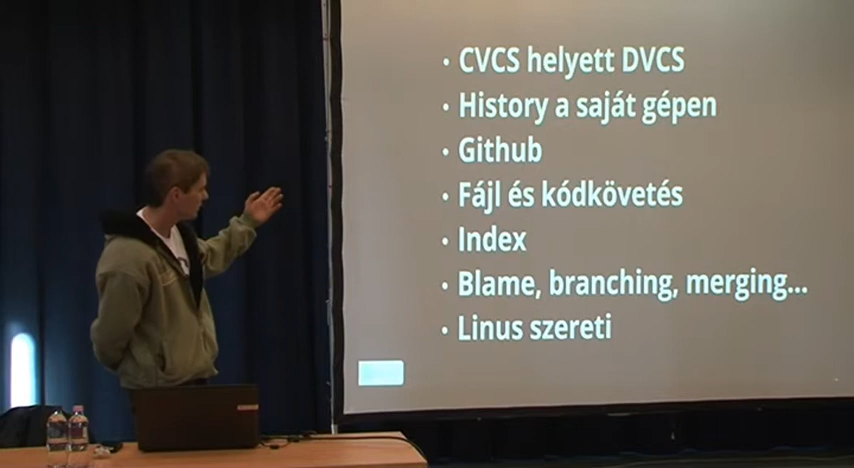 • CVCS helyett DVCS
• History a saját gépen
• Github
• Fájl és kódkövetés
• Index
• Blame, branching, merging...
• Linus szereti